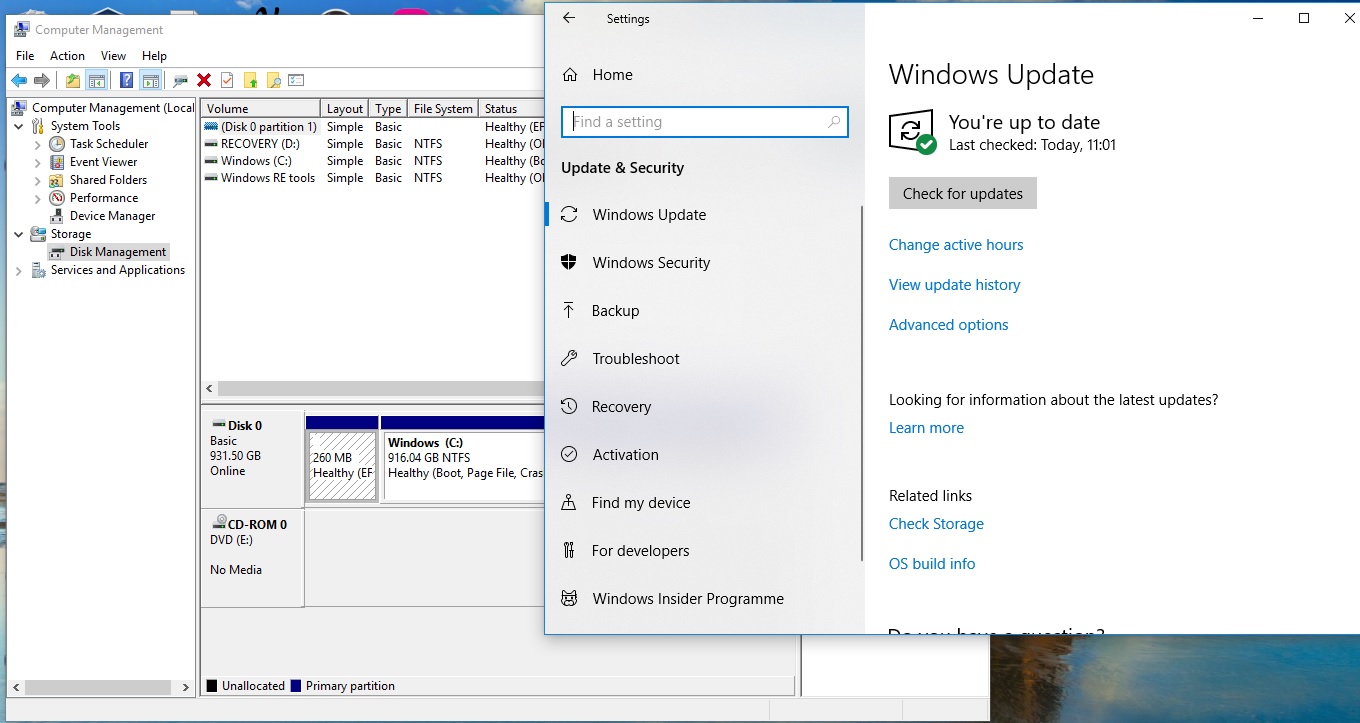 Computer Management
File Action View Help
Computer Management (Local
System Tools
Task Scheduler
Event Viewer
Shared Folders
Performance
Device Manager
Storage
Disk Management
Services and Applications
Volume Layout Type File System Status
(Disk 0 partition 1) Simple Basic Healthy (EF
RECOVERY (D:) Simple Basic NTFS Healthy (O
Windows (C:) Simple Basic NTFS Healthy (Bo
Windows RE tools Simple Basic NTFS Healthy (O
Disk 0
Basic
931.50 GB
Online
260 MB
Healthy (EF
Windows (C:)
916.04 GB NTFS
Healthy (Boot, Page File, Cras
CD-ROM 0
DVD (E:)
No Media
Unallocated Primary partition
Settings
Home
Find a setting
Update & Security
Windows Update
Windows Security
Backup
Troubleshoot
Recovery
Activation
Find my device
For developers
Windows Insider Programme
Windows Update
You're up to date
Last checked: Today, 11:01
Check for updates
Change active hours
View update history
Advanced options
Looking for information about the latest updates?
Learn more
Related links
Check Storage
OS build info
Do you have a question?